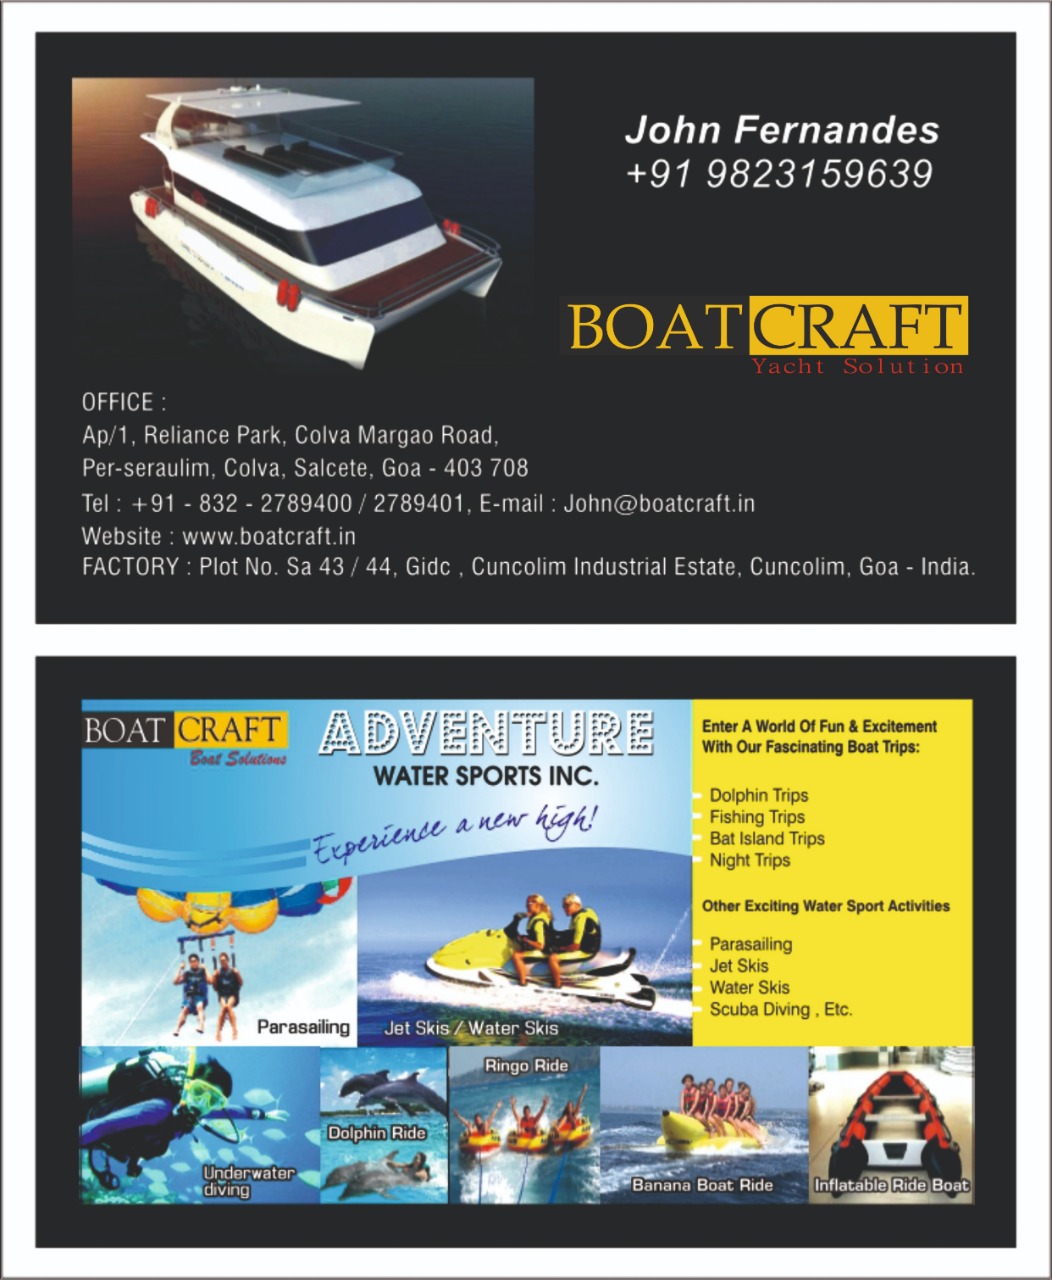 John Fernandes
+91 9823159639
BOATCRAFT
Yacht Solution
OFFICE :
Ap/1, Reliance Park, Colva Margao Road,
Per-seraulim, Colva, Salcete, Goa - 403 708
Tel : +91 - 832 - 2789400 / 2789401, E-mail : John@boatcraft.in
Website : www.boatcraft.in
FACTORY : Plot No. Sa 43 / 44, Gidc , Cuncolim Industrial Estate, Cuncolim, Goa - India.
BOAT CRAFT
Boat Solutions
ADVENTURE
WATER SPORTS INC.
Experience a new high!
Enter A World Of Fun & Excitement
With Our Fascinating Boat Trips:
Dolphin Trips
Fishing Trips
Bat Island Trips
Night Trips
Other Exciting Water Sport Activities
Parasailing
Jet Skis
Water Skis
Scuba Diving , Etc.
Parasailing
Jet Skis / Water Skis
Underwater
diving
Dolphin Ride
Ringo Ride
Banana Boat Ride
Inflatable Ride Boat